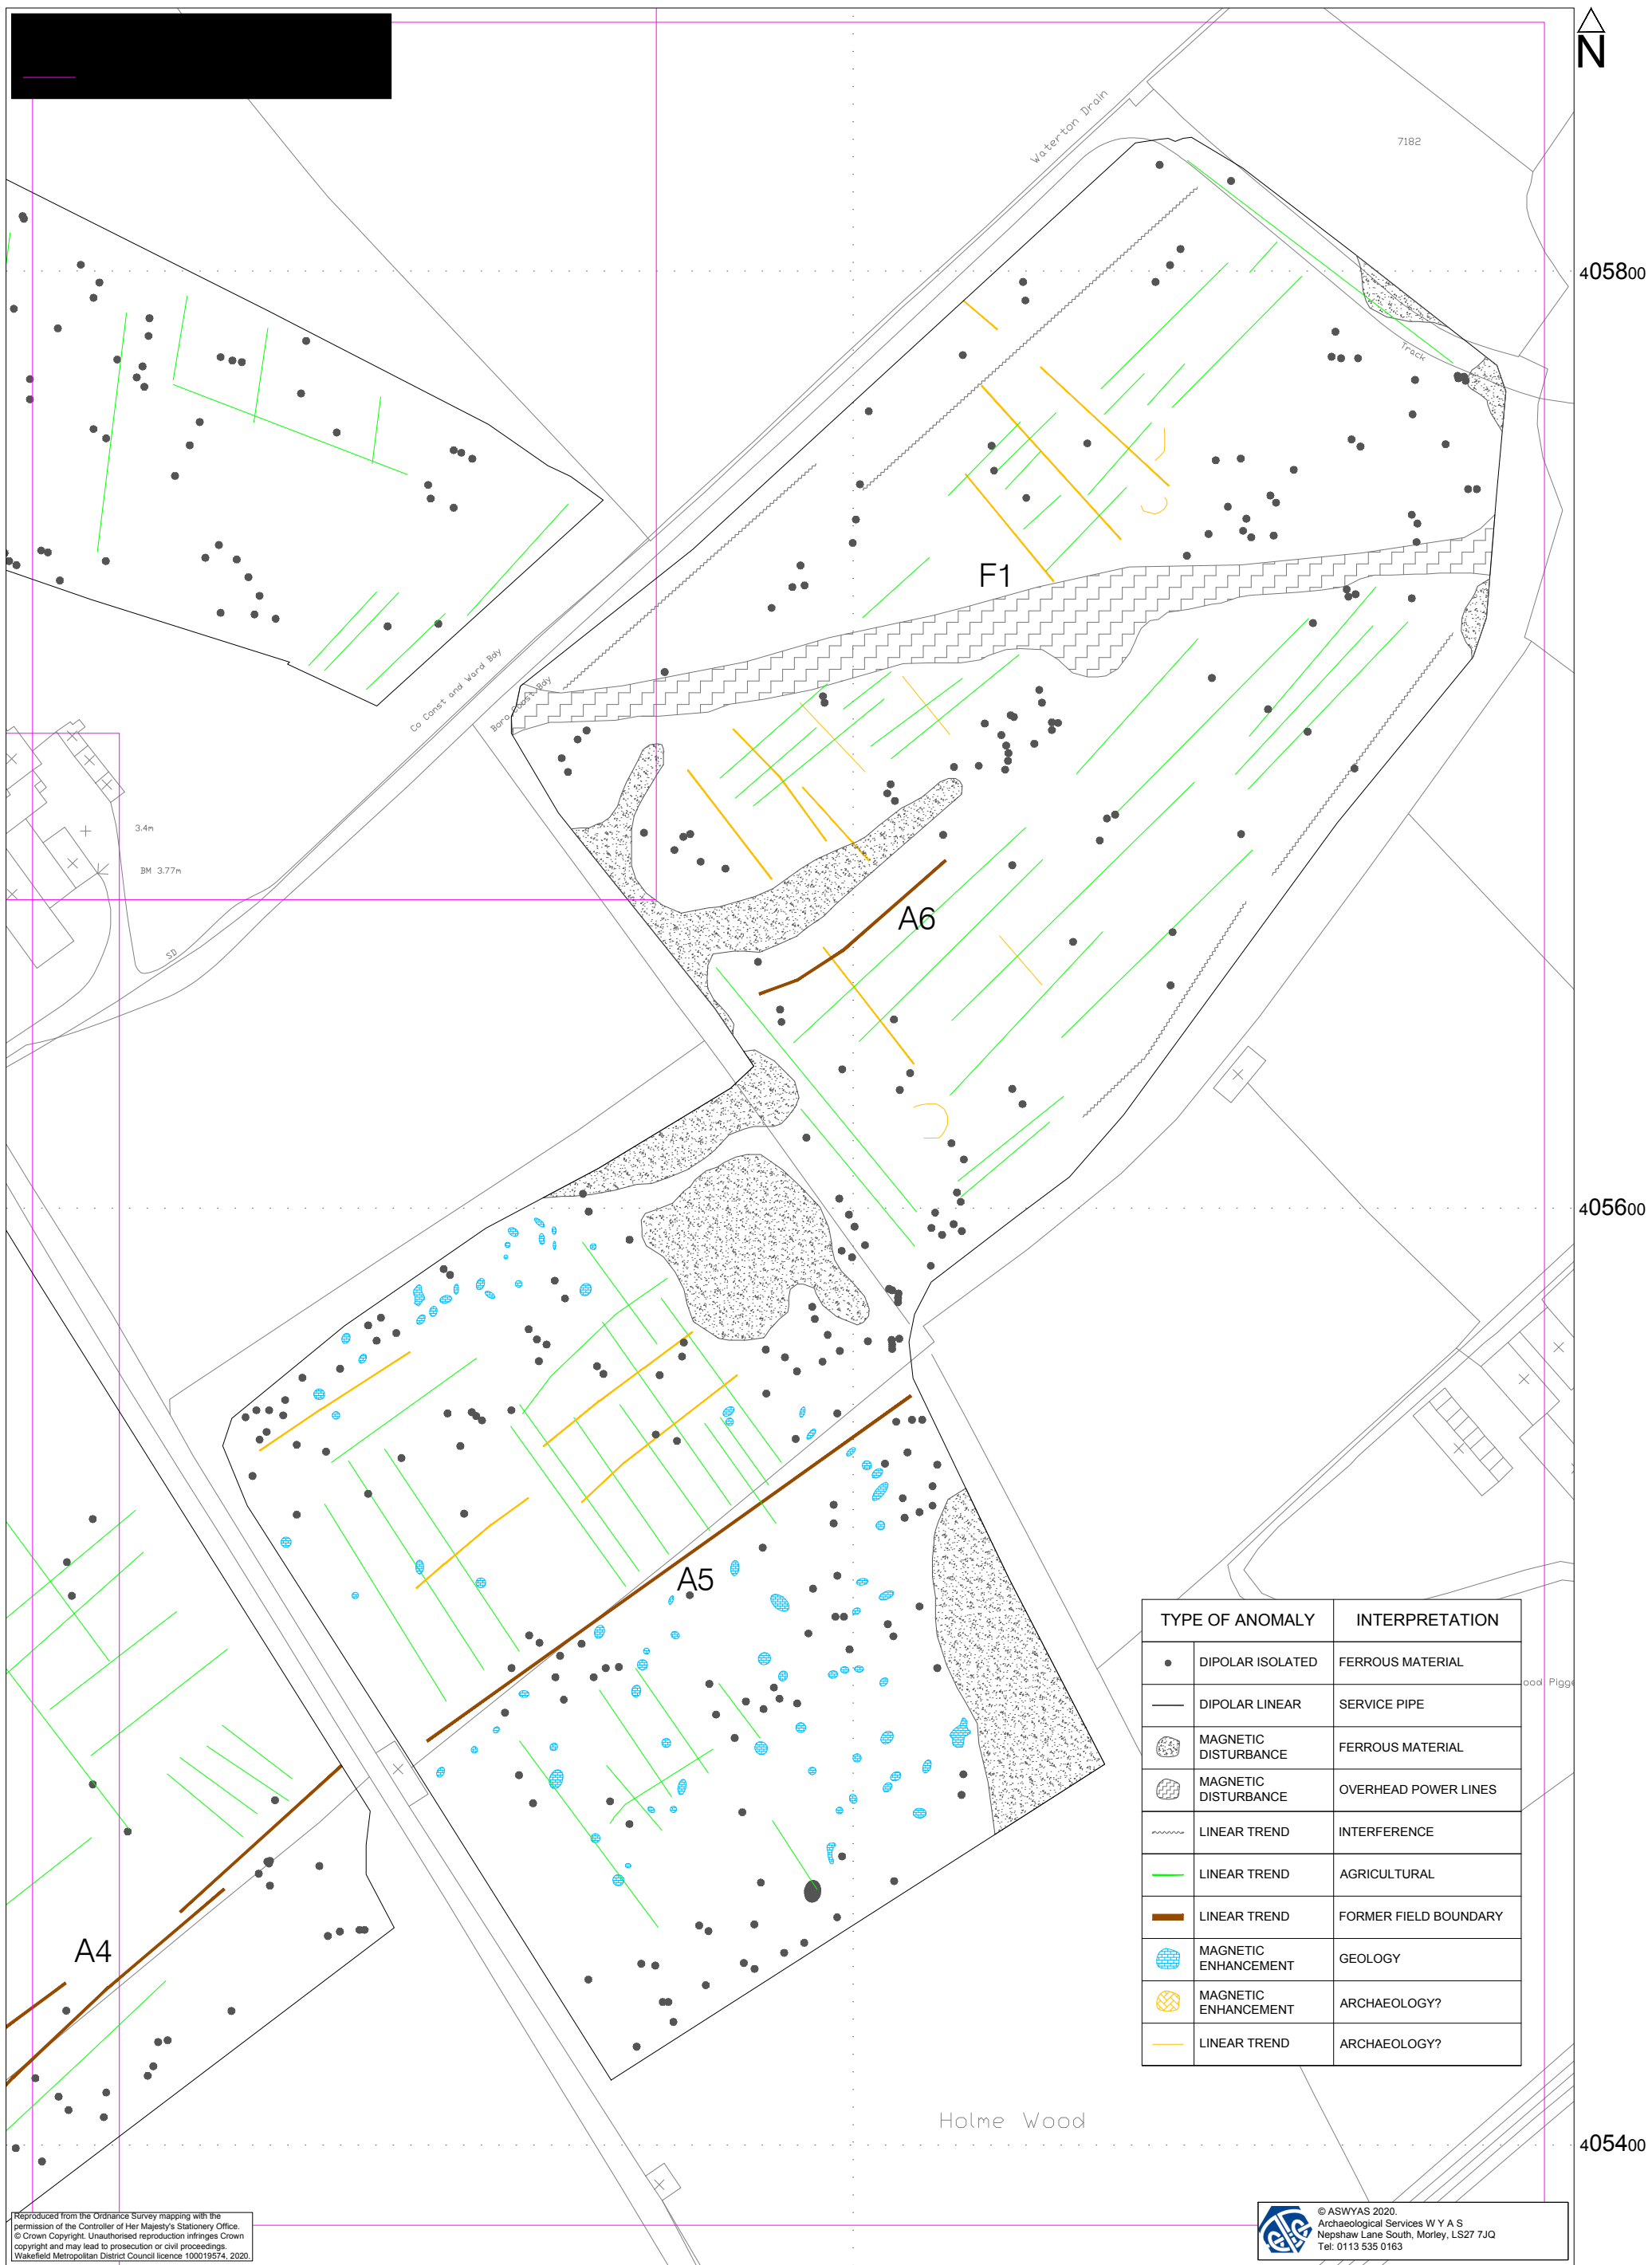 N
Waterton Drain
7182
405800
Track
F1
Co Const and Ward Bdy
Boro Const Bdy
3.4m
BM 3.77m
A6
SD
405600
A5
TYPE OF ANOMALY INTERPRETATION
DIPOLAR ISOLATED FERROUS MATERIAL
DIPOLAR LINEAR SERVICE PIPE
MAGNETIC
DISTURBANCE FERROUS MATERIAL
MAGNETIC
DISTURBANCE OVERHEAD POWER LINES
LINEAR TREND INTERFERENCE
LINEAR TREND AGRICULTURAL
LINEAR TREND FORMER FIELD BOUNDARY
MAGNETIC
ENHANCEMENT GEOLOGY
MAGNETIC
ENHANCEMENT ARCHAEOLOGY?
LINEAR TREND ARCHAEOLOGY?
ood Pigge
A4
Holme Wood
405400
Reproduced from the Ordnance Survey mapping with the
permission of the Controller of Her Majesty's Stationery Office.
© Crown Copyright. Unauthorised reproduction infringes Crown
copyright and may lead to prosecution or civil proceedings.
Wakefield Metropolitan District Council licence 100019574, 2020.
© ASWYAS 2020.
Archaeological Services W Y A S
Nepshaw Lane South, Morley, LS27 7JQ
Tel: 0113 535 0163